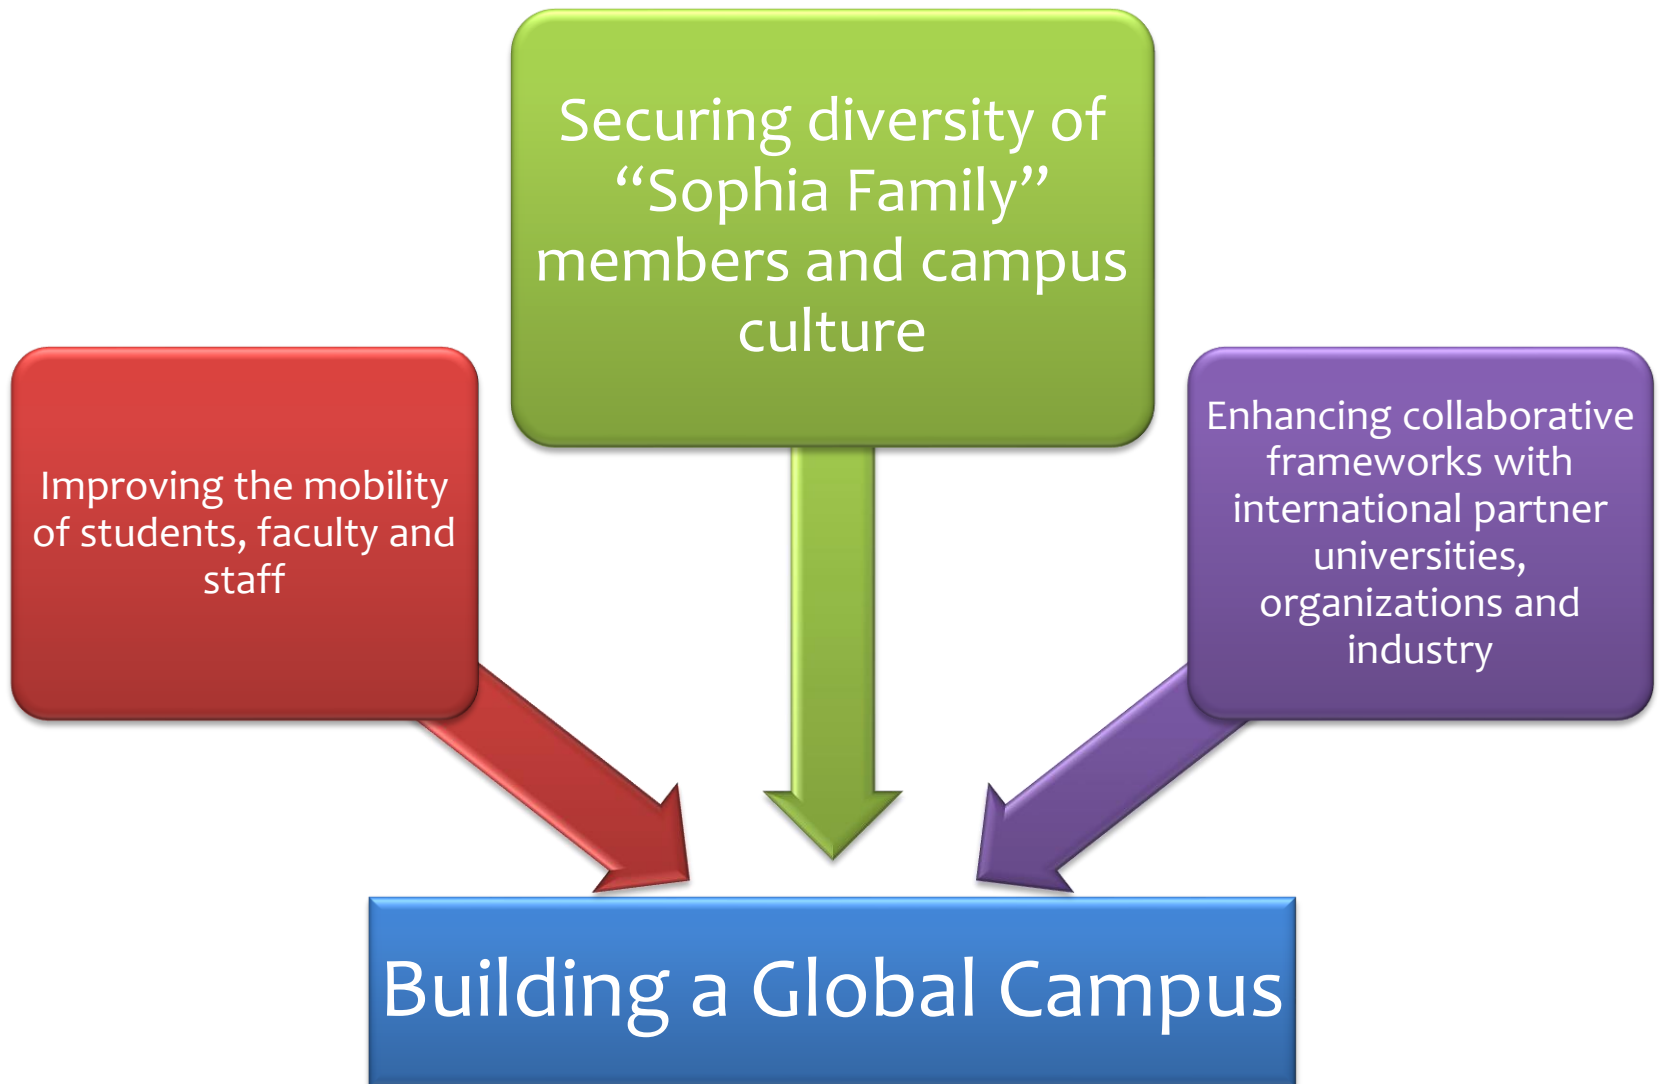 Securing diversity of
“Sophia Family”
members and campus
culture
Improving the mobility
of students, faculty and
staff
Enhancing collaborative
frameworks with
international partner
universities,
organizations and
industry
Building a Global Campus